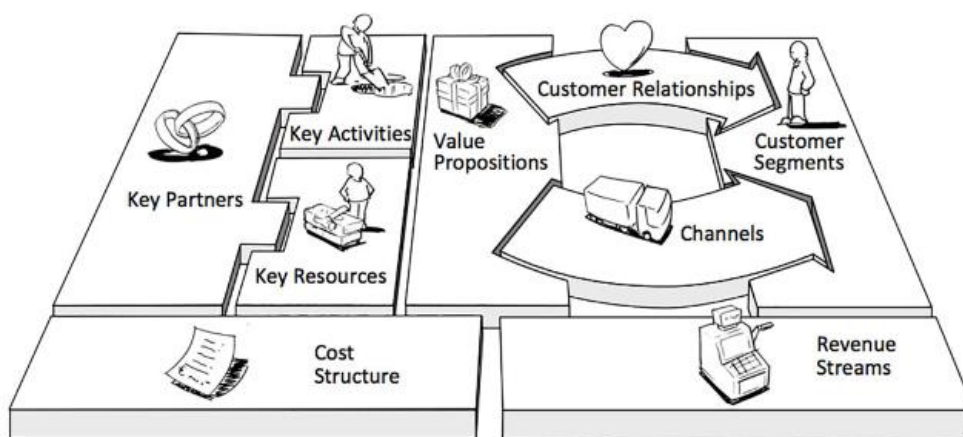 Key Partners
Key Activities
Key Resources
Value
Propositions
Customer Relationships
Channels
Customer
Segments
Cost
Structure
Revenue
Streams